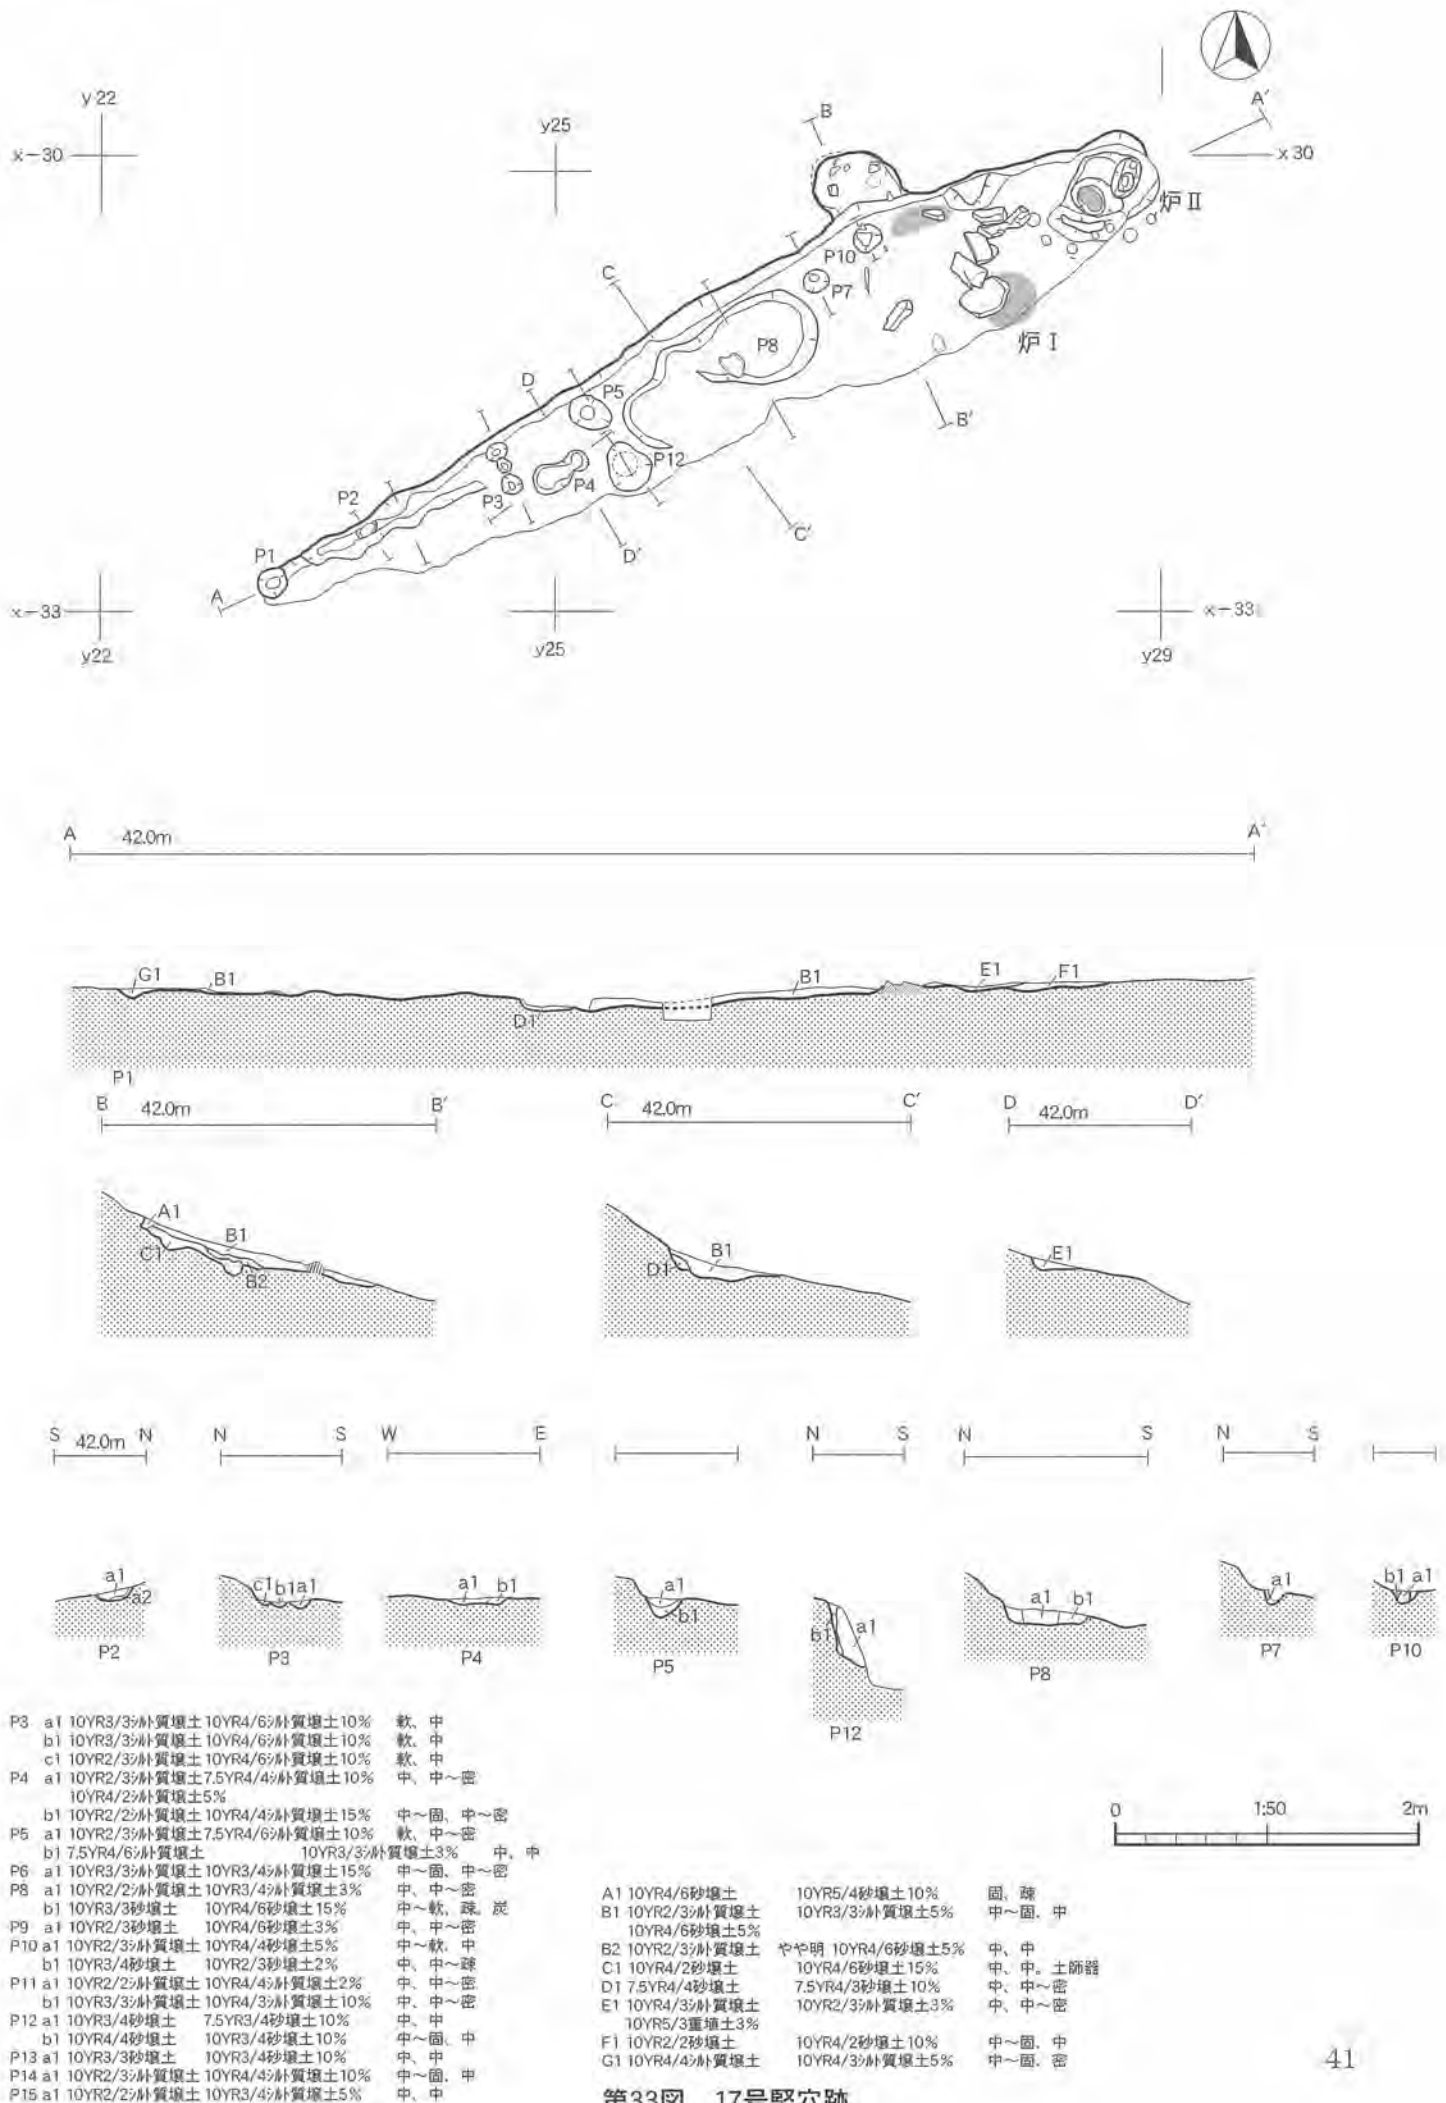 y 22
y25
x－30
x 30
B
A'
炉Ⅱ
P10
C
P7
炉Ⅰ
P8
D
P5
B'
P12
P4
P3
P2
C'
D'
P1
A
x－33
x－33
y22
y25
y29
A 42.0m A'
G1 B1 B1 E1 F1
D1
P1
B 42.0m B' C 42.0m C' D 42.0m D'
A1
B1
C1
B2
B1
D1
E1
S 42.0m N N S W E N S N S N S
a1
a2
c1 b1 a1
a1 b1
a1
b1
b1 a1
a1 b1
a1
b1 a1
P2 P3 P4 P5 P12 P8 P7 P10
P3 a1 10YR3/3ｼﾙﾄ質壌土 10YR4/6ｼﾙﾄ質壌土10% 軟、中
b1 10YR3/3ｼﾙﾄ質壌土 10YR4/6ｼﾙﾄ質壌土10% 軟、中
c1 10YR2/3ｼﾙﾄ質壌土 10YR4/6ｼﾙﾄ質壌土10% 軟、中
P4 a1 10YR2/3ｼﾙﾄ質壌土 7.5YR4/4ｼﾙﾄ質壌土10% 中、中～密
10YR4/2ｼﾙﾄ質壌土5%
b1 10YR2/2ｼﾙﾄ質壌土 10YR4/4ｼﾙﾄ質壌土15% 中～固、中～密
P5 a1 10YR2/3ｼﾙﾄ質壌土 7.5YR4/6ｼﾙﾄ質壌土10% 軟、中～密
b1 7.5YR4/6ｼﾙﾄ質壌土 10YR3/3ｼﾙﾄ質壌土3% 中、中
P6 a1 10YR3/3ｼﾙﾄ質壌土 10YR3/4ｼﾙﾄ質壌土15% 中～固、中～密
P8 a1 10YR2/2ｼﾙﾄ質壌土 10YR3/4ｼﾙﾄ質壌土3% 中、中～密
b1 10YR3/3砂壌土 10YR4/6砂壌土15% 中～軟、疎。炭
P9 a1 10YR2/3砂壌土 10YR4/6砂壌土3% 中、中～密
P10 a1 10YR2/3ｼﾙﾄ質壌土 10YR4/4砂壌土5% 中～軟、中
b1 10YR3/4砂壌土 10YR2/3砂壌土2% 中、中～疎
P11 a1 10YR2/2ｼﾙﾄ質壌土 10YR4/4ｼﾙﾄ質壌土2% 中、中～密
b1 10YR3/3ｼﾙﾄ質壌土 10YR4/3ｼﾙﾄ質壌土10% 中、中～密
P12 a1 10YR3/4砂壌土 7.5YR3/4砂壌土10% 中、中
b1 10YR4/4砂壌土 10YR3/4砂壌土10% 中～固、中
P13 a1 10YR3/3砂壌土 10YR3/4砂壌土10% 中、中
P14 a1 10YR2/3ｼﾙﾄ質壌土 10YR4/4ｼﾙﾄ質壌土10% 中～固、中
P15 a1 10YR2/2ｼﾙﾄ質壌土 10YR3/4ｼﾙﾄ質壌土5% 中、中
0 1:50 2m
A1 10YR4/6砂壌土 10YR5/4砂壌土10% 固、疎
B1 10YR2/3ｼﾙﾄ質壌土 10YR3/3ｼﾙﾄ質壌土5% 中～固、中
10YR4/6砂壌土5%
B2 10YR2/3ｼﾙﾄ質壌土 やや明 10YR4/6砂壌土5% 中、中
C1 10YR4/2砂壌土 10YR4/6砂壌土15% 中、中。土師器
D1 7.5YR4/4砂壌土 7.5YR4/3砂壌土10% 中、中～密
E1 10YR4/3ｼﾙﾄ質壌土 10YR2/3ｼﾙﾄ質壌土3% 中、中～密
10YR5/3重埴土3%
F1 10YR2/2砂壌土 10YR4/2砂壌土10% 中～固、中
G1 10YR4/4ｼﾙﾄ質壌土 10YR4/3ｼﾙﾄ質壌土5% 中～固、密
41
第33図 17号竪穴跡